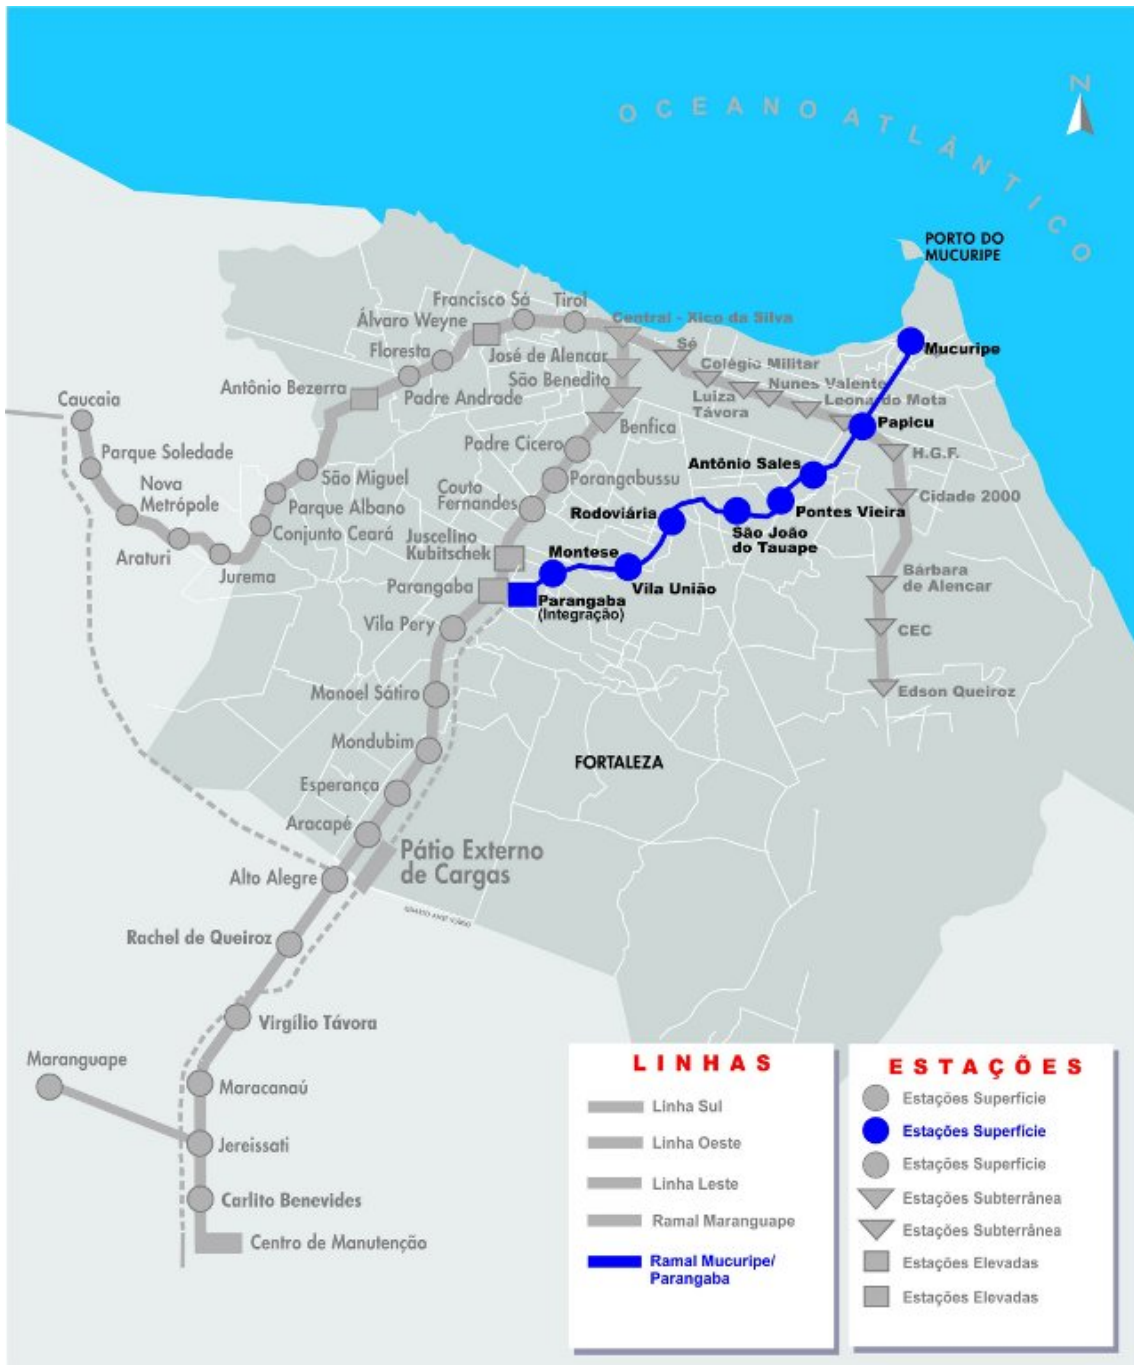 N
OCEANO ATLÂNTICO
PORTO DO
MUCURIPE
Francisco Sá
Tirol
Central - Xico da Silva
Álvaro Weyne
Sé
Mucuripe
Floresta
José de Alencar
Colégio Militar
São Benedito
Nunes Valente
Antônio Bezerra
Padre Andrade
Luiza
Távora
Leonardo Mota
Caucaia
Benfica
Papicu
Padre Cícero
H.G.F.
Parque Soledade
Antônio Sales
São Miguel
Porangabussu
Nova
Metrópole
Couto
Fernandes
Cidade 2000
Parque Albano
Rodoviária
Pontes Vieira
Conjunto Ceará
São João
do Tauape
Juscelino
Kubitschek
Araturi
Montese
Jurema
Bárbara
de Alencar
Parangaba
Vila União
Parangaba
(Integração)
Vila Pery
CEC
Manoel Sátiro
Edson Queiroz
Mondubim
FORTALEZA
Esperança
Aracapé
Pátio Externo
de Cargas
Alto Alegre
Rachel de Queiroz
Virgílio Távora
Maranguape
Maracanaú
Jereissati
Carlito Benevides
Centro de Manutenção
LINHAS
Linha Sul
Linha Oeste
Linha Leste
Ramal Maranguape
Ramal Mucuripe/
Parangaba
ESTAÇÕES
Estações Superfície
Estações Superfície
Estações Superfície
Estações Subterrânea
Estações Subterrânea
Estações Elevadas
Estações Elevadas